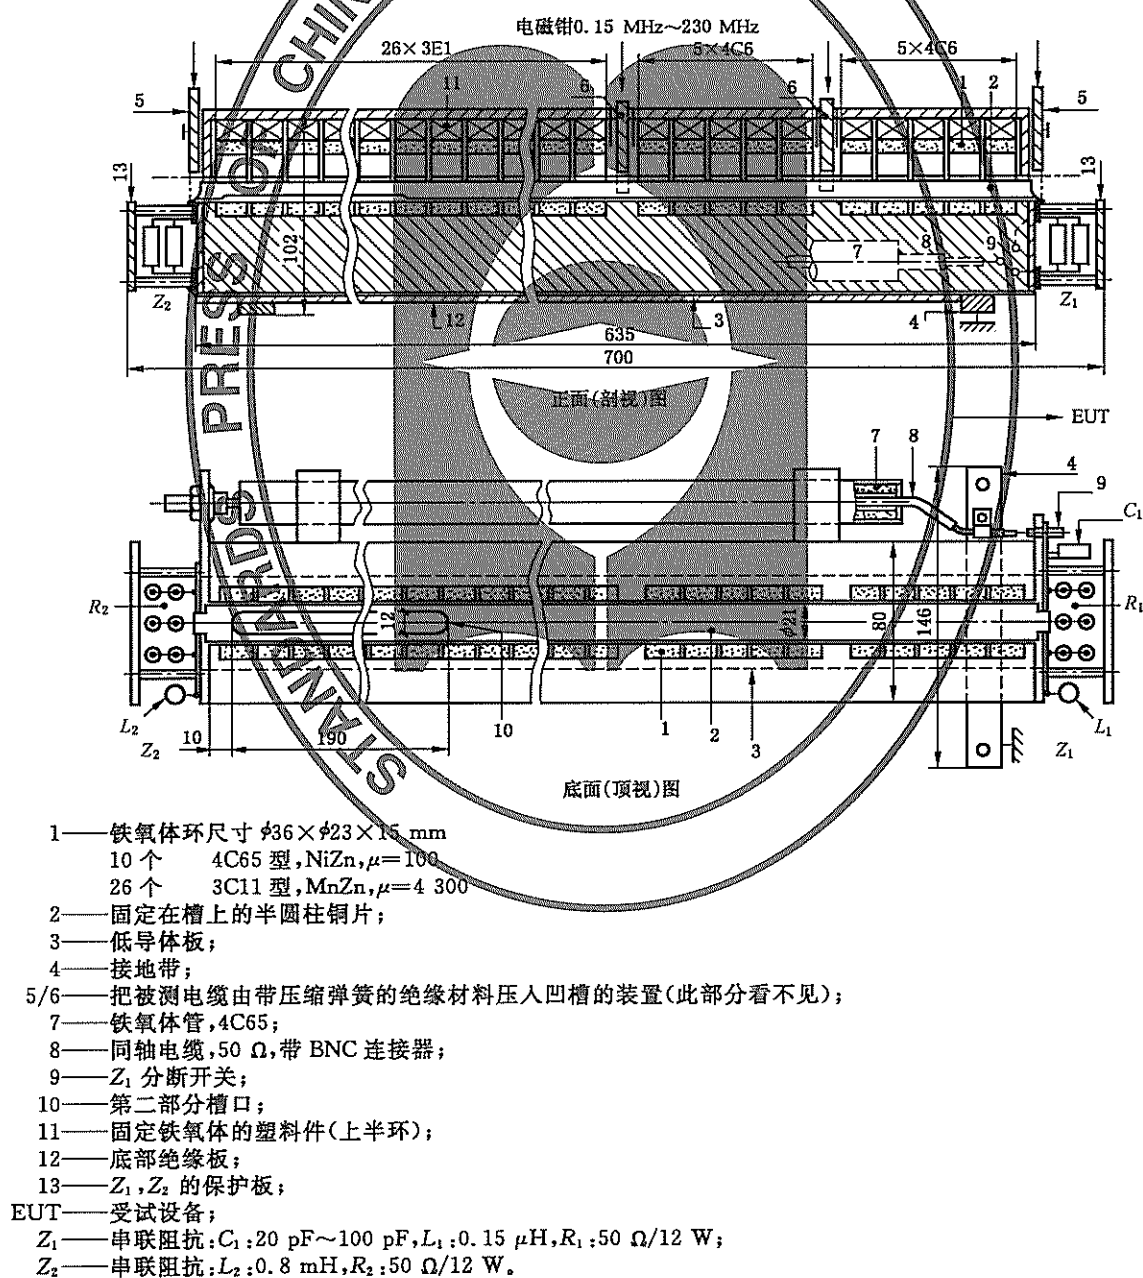 电磁钳0.15 MHz~230 MHz
26×3E1
5×4C6
5×4C6
11
6
6
1
2
5
5
13
13
102
7
8
9
Z₂
Z₁
12
3
4
635
700
正面(剖视)图
EUT
7
8
4
9
C₁
R₂
R₁
12
ϕ21
80
146
L₂
Z₂
10
190
10
1
2
3
L₁
Z₁
底面(顶视)图
PRESS ON CHIN
STANDARDS
1——铁氧体环尺寸 ϕ36×ϕ23×15 mm
10 个 4C65 型,NiZn,μ=100
26 个 3C11 型,MnZn,μ=4 300
2——固定在槽上的半圆柱铜片;
3——低导体板;
4——接地带;
5/6——把被测电缆由带压缩弹簧的绝缘材料压入凹槽的装置(此部分看不见);
7——铁氧体管,4C65;
8——同轴电缆,50 Ω,带 BNC 连接器;
9——Z₁ 分断开关;
10——第二部分槽口;
11——固定铁氧体的塑料件(上半环);
12——底部绝缘板;
13——Z₁,Z₂ 的保护板;
EUT——受试设备;
Z₁——串联阻抗:C₁:20 pF~100 pF,L₁:0.15 μH,R₁:50 Ω/12 W;
Z₂——串联阻抗:L₂:0.8 mH,R₂:50 Ω/12 W。